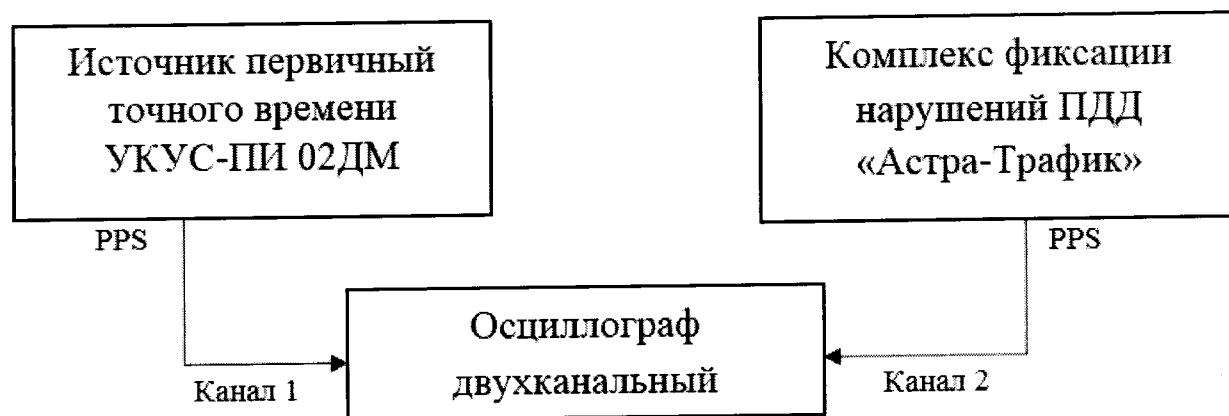 Источник первичный
точного времени
УКУС-ПИ 02ДМ
Комплекс фиксации
нарушений ПДД
«Астра-Трафик»
PPS
PPS
Осциллограф
двухканальный
Канал 1
Канал 2